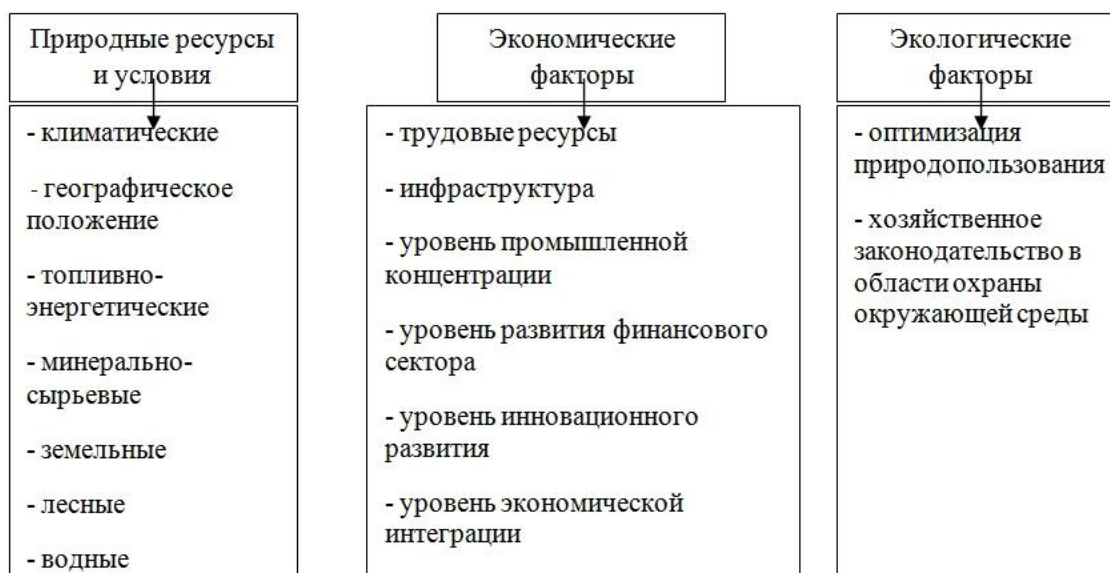 Природные ресурсы
и условия
- климатические
- географическое
положение
- топливно-
энергетические
- минерально-
сырьевые
- земельные
- лесные
- водные
Экономические
факторы
- трудовые ресурсы
- инфраструктура
- уровень промышленной
концентрации
- уровень развития финансового
сектора
- уровень инновационного
развития
- уровень экономической
интеграции
Экологические
факторы
- оптимизация
природопользования
- хозяйственное
законодательство в
области охраны
окружающей среды